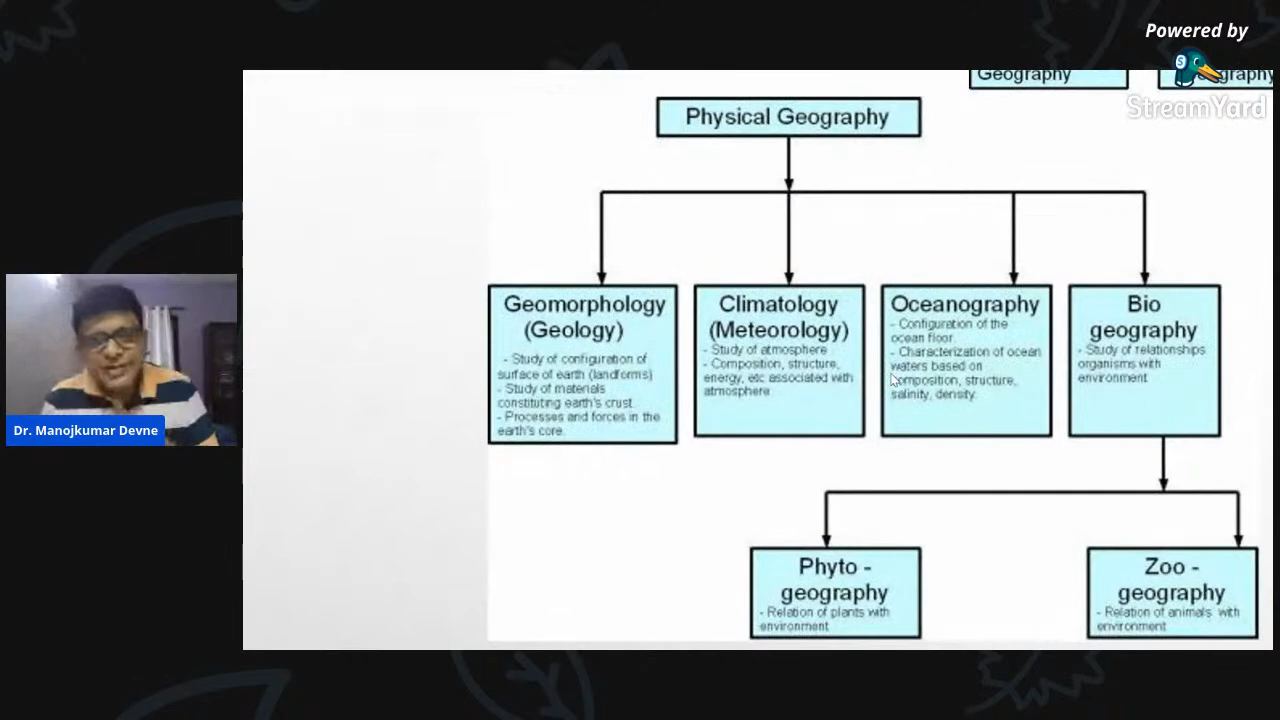 Powered by
StreamYard
Geography
Physical Geography
Geomorphology
(Geology)
- Study of configuration of
surface of earth (landforms)
- Study of materials
constituting earth's crust.
- Processes and forces in the
earth's core.
Climatology
(Meteorology)
- Study of atmosphere
- Composition, structure,
energy, etc associated with
atmosphere
Oceanography
- Configuration of the
ocean floor.
- Characterization of ocean
waters based on
composition, structure,
salinity, density.
Bio
geography
- Study of relationships
organisms with
environment
Phyto -
geography
- Relation of plants with
environment
Zoo -
geography
- Relation of animals with
environment
Dr. Manojkumar Devne